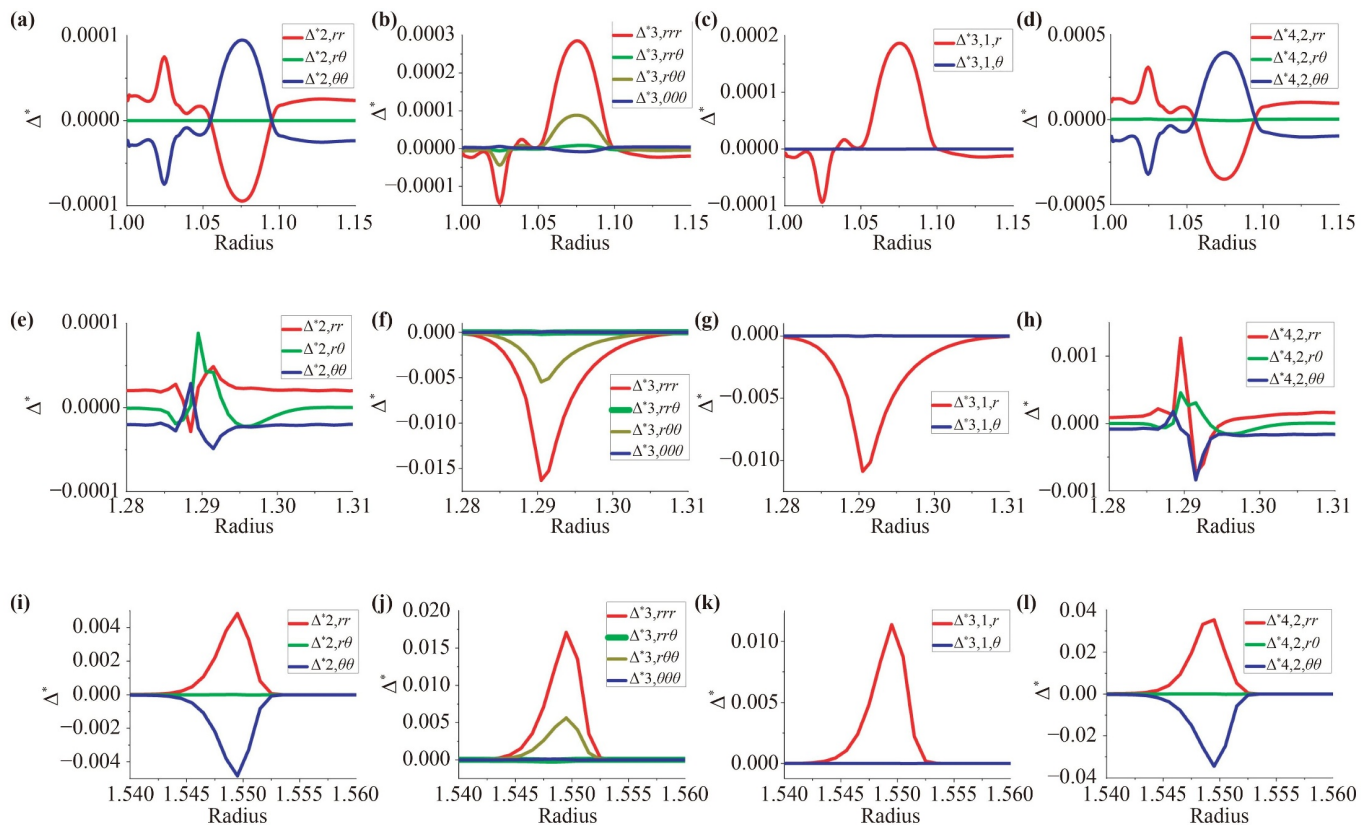 (a)
0.0001
0.0000
−0.0001
Δ*
1.00 1.05 1.10 1.15
Radius
Δ*2,rr
Δ*2,rθ
Δ*2,θθ
(b)
0.0003
0.0002
0.0001
0.0000
−0.0001
Δ*
1.00 1.05 1.10 1.15
Radius
Δ*3,rrr
Δ*3,rrθ
Δ*3,rθθ
Δ*3,θθθ
(c)
0.0002
0.0001
0.0000
−0.0001
Δ*
1.00 1.05 1.10 1.15
Radius
Δ*3,1,r
Δ*3,1,θ
(d)
0.0005
0.0000
−0.0005
Δ*
1.00 1.05 1.10 1.15
Radius
Δ*4,2,rr
Δ*4,2,rθ
Δ*4,2,θθ
(e)
0.0001
0.0000
−0.0001
Δ*
1.28 1.29 1.30 1.31
Radius
Δ*2,rr
Δ*2,rθ
Δ*2,θθ
(f)
0.000
−0.005
−0.010
−0.015
Δ*
1.28 1.29 1.30 1.31
Radius
Δ*3,rrr
Δ*3,rrθ
Δ*3,rθθ
Δ*3,θθθ
(g)
0.000
−0.005
−0.010
Δ*
1.28 1.29 1.30 1.31
Radius
Δ*3,1,r
Δ*3,1,θ
(h)
0.001
0.000
−0.001
Δ*
1.28 1.29 1.30 1.31
Radius
Δ*4,2,rr
Δ*4,2,rθ
Δ*4,2,θθ
(i)
0.004
0.002
0.000
−0.002
−0.004
Δ*
1.540 1.545 1.550 1.555 1.560
Radius
Δ*2,rr
Δ*2,rθ
Δ*2,θθ
(j)
0.020
0.015
0.010
0.005
0.000
Δ*
1.540 1.545 1.550 1.555 1.560
Radius
Δ*3,rrr
Δ*3,rrθ
Δ*3,rθθ
Δ*3,θθθ
(k)
0.010
0.005
0.000
Δ*
1.540 1.545 1.550 1.555 1.560
Radius
Δ*3,1,r
Δ*3,1,θ
(l)
0.04
0.02
0.00
−0.02
−0.04
Δ*
1.540 1.545 1.550 1.555 1.560
Radius
Δ*4,2,rr
Δ*4,2,rθ
Δ*4,2,θθ